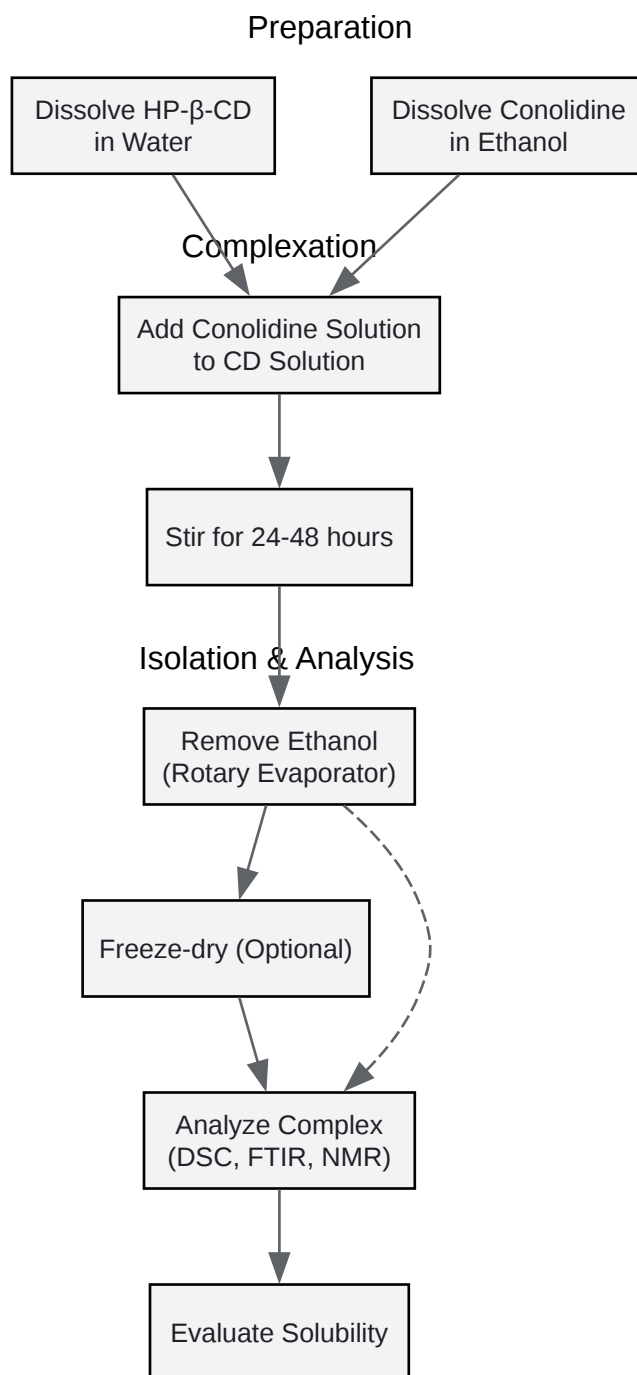 Preparation
Dissolve HP-β-CD
in Water
Dissolve Conolidine
in Ethanol
Complexation
Add Conolidine Solution
to CD Solution
Stir for 24-48 hours
Isolation & Analysis
Remove Ethanol
(Rotary Evaporator)
Freeze-dry (Optional)
Analyze Complex
(DSC, FTIR, NMR)
Evaluate Solubility